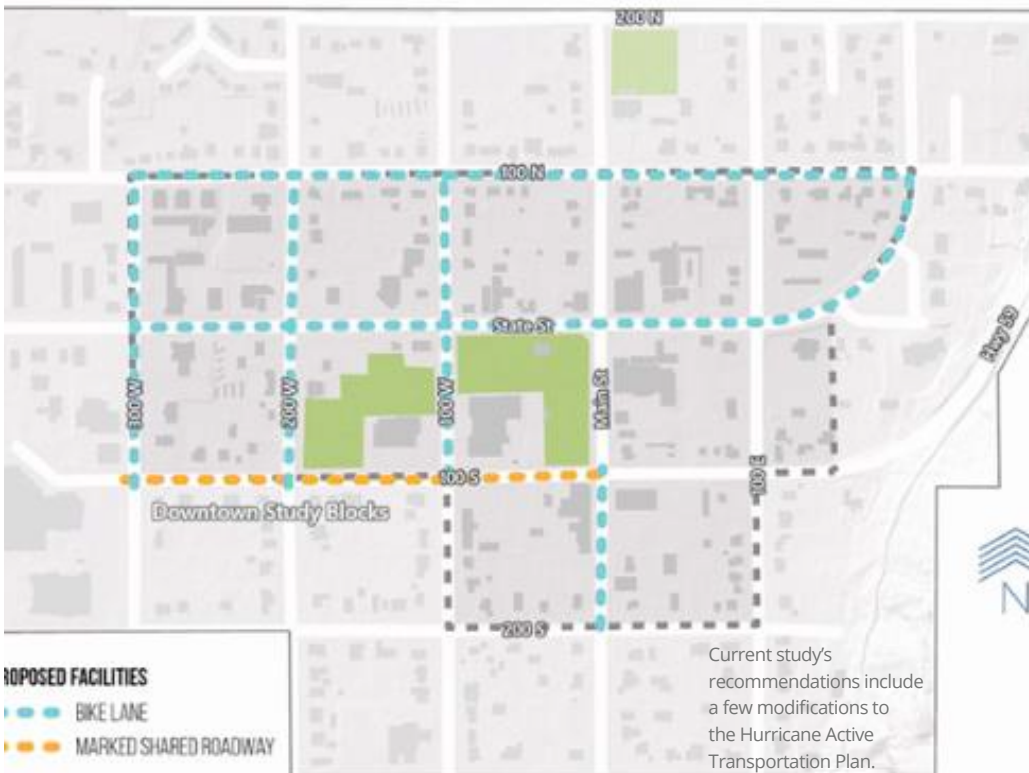 200 N
100 N
State St
Hwy 59
300 W
200 W
100 W
Main St
100 E
100 S
Downtown Study Blocks
200 S
N
ROPOSED FACILITIES
BIKE LANE
MARKED SHARED ROADWAY
Current study's
recommendations include
a few modifications to
the Hurricane Active
Transportation Plan.